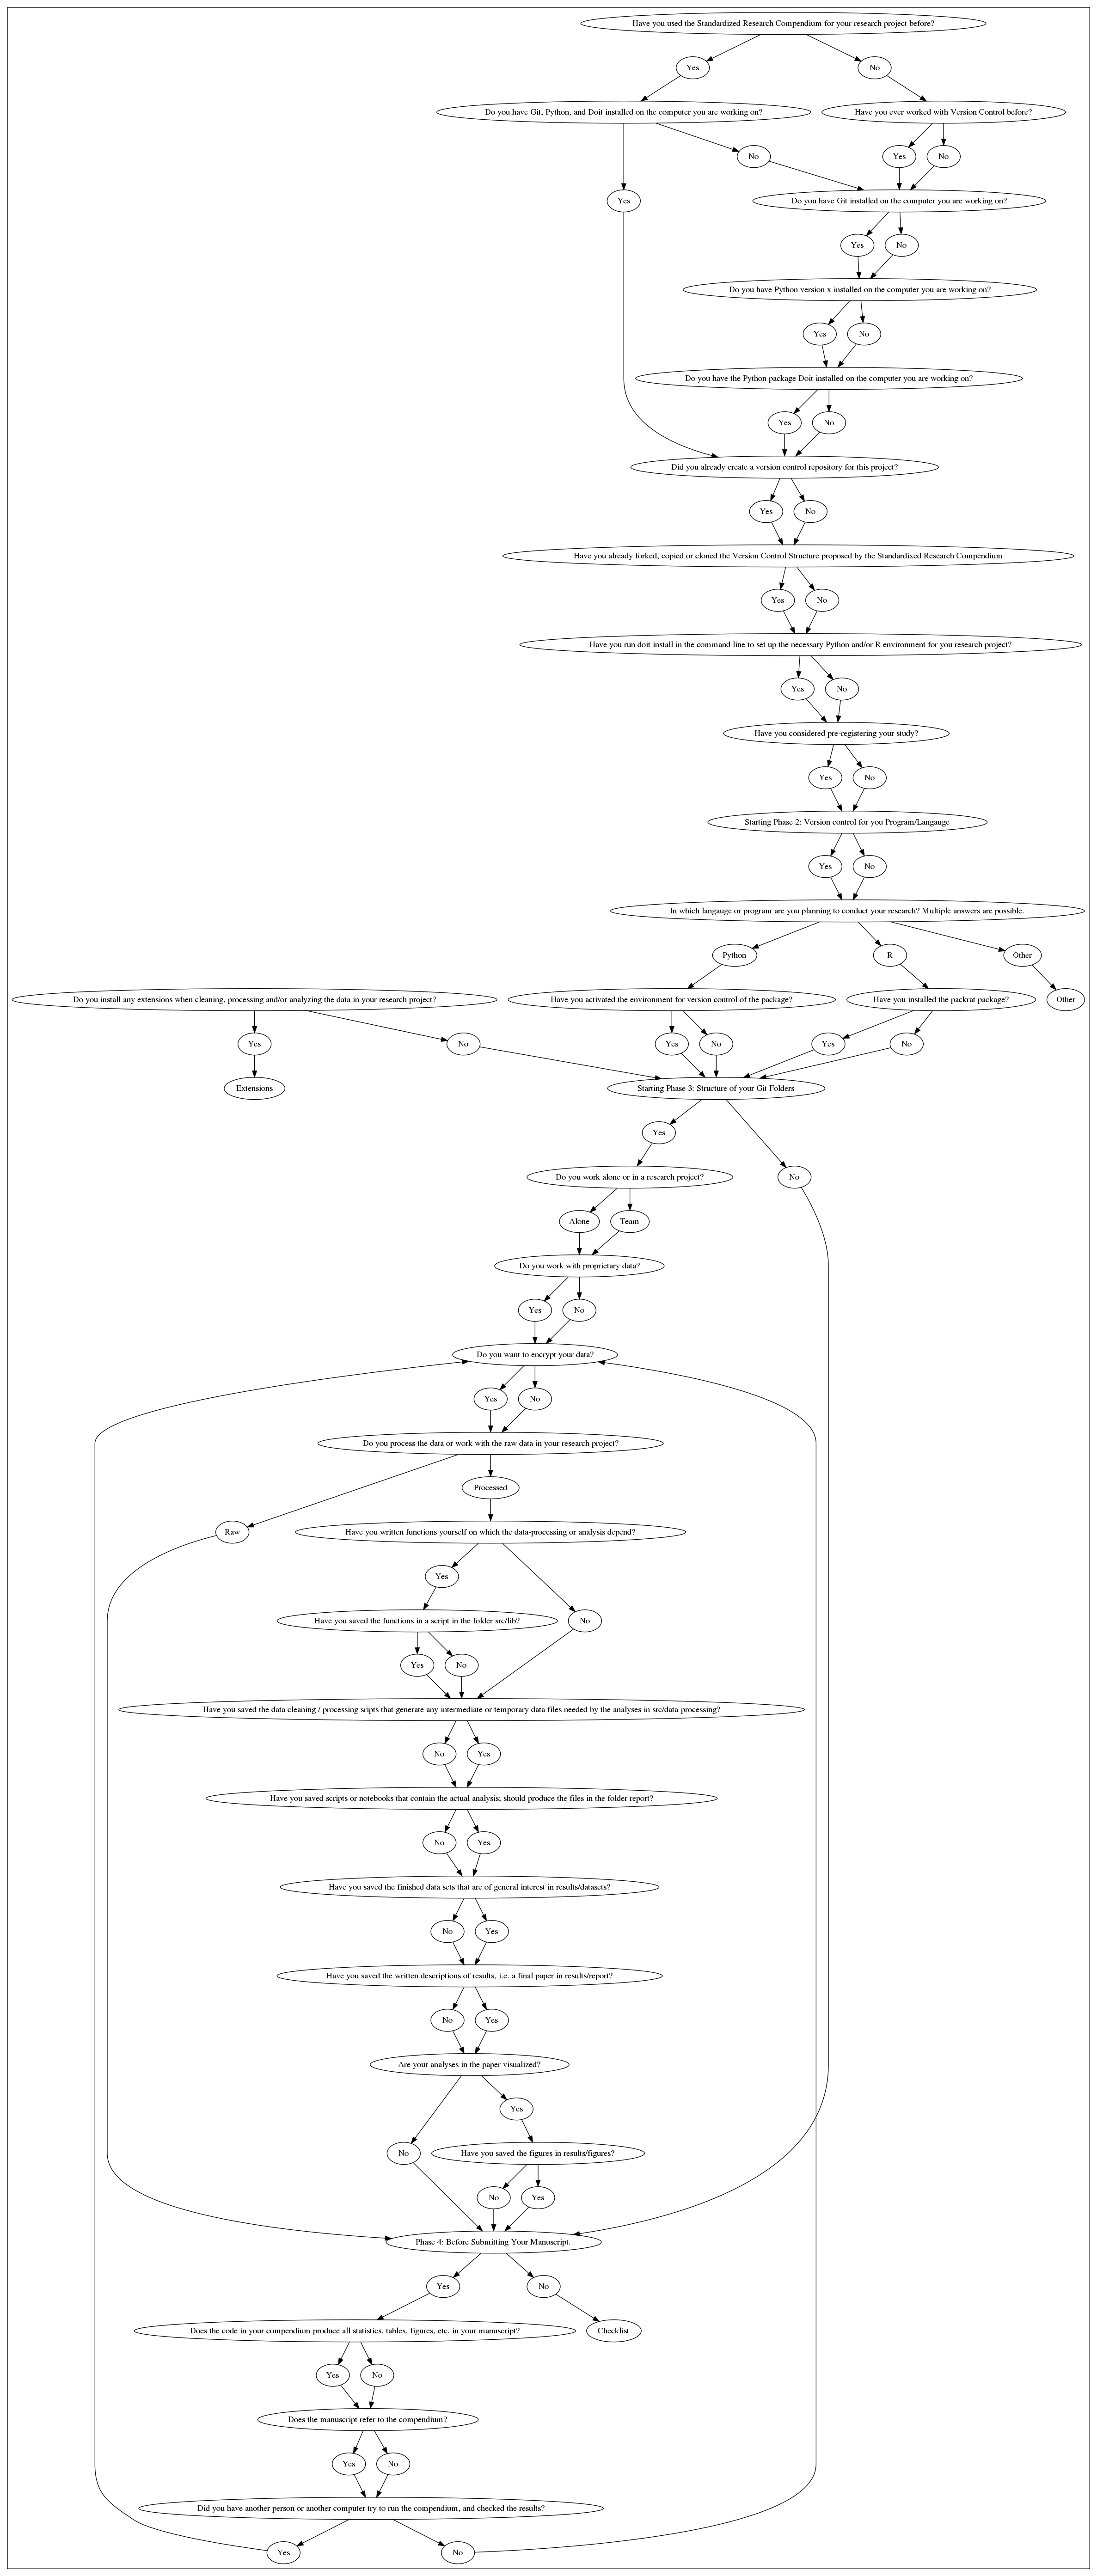 Have you used the Standardized Research Compendium for your research project before?
Yes
No
Do you have Git, Python, and Doit installed on the computer you are working on?
Have you ever worked with Version Control before?
No
Yes
No
Yes
Do you have Git installed on the computer you are working on?
Yes
No
Do you have Python version x installed on the computer you are working on?
Yes
No
Do you have the Python package Doit installed on the computer you are working on?
Yes
No
Did you already create a version control repository for this project?
Yes
No
Have you already forked, copied or cloned the Version Control Structure proposed by the Standardixed Research Compendium
Yes
No
Have you run doit install in the command line to set up the necessary Python and/or R environment for you research project?
Yes
No
Have you considered pre-registering your study?
Yes
No
Starting Phase 2: Version control for you Program/Langauge
Yes
No
In which langauge or program are you planning to conduct your research? Multiple answers are possible.
Python
R
Other
Do you install any extensions when cleaning, processing and/or analyzing the data in your research project?
Have you activated the environment for version control of the package?
Have you installed the packrat package?
Other
Yes
No
Yes
No
Yes
No
Extensions
Starting Phase 3: Structure of your Git Folders
Yes
Do you work alone or in a research project?
No
Alone
Team
Do you work with proprietary data?
Yes
No
Do you want to encrypt your data?
Yes
No
Do you process the data or work with the raw data in your research project?
Processed
Raw
Have you written functions yourself on which the data-processing or analysis depend?
Yes
Have you saved the functions in a script in the folder src/lib?
No
Yes
No
Have you saved the data cleaning / processing sripts that generate any intermediate or temporary data files needed by the analyses in src/data-processing?
No
Yes
Have you saved scripts or notebooks that contain the actual analysis; should produce the files in the folder report?
No
Yes
Have you saved the finished data sets that are of general interest in results/datasets?
No
Yes
Have you saved the written descriptions of results, i.e. a final paper in results/report?
No
Yes
Are your analyses in the paper visualized?
Yes
No
Have you saved the figures in results/figures?
No
Yes
Phase 4: Before Submitting Your Manuscript.
Yes
No
Does the code in your compendium produce all statistics, tables, figures, etc. in your manuscript?
Checklist
Yes
No
Does the manuscript refer to the compendium?
Yes
No
Did you have another person or another computer try to run the compendium, and checked the results?
Yes
No